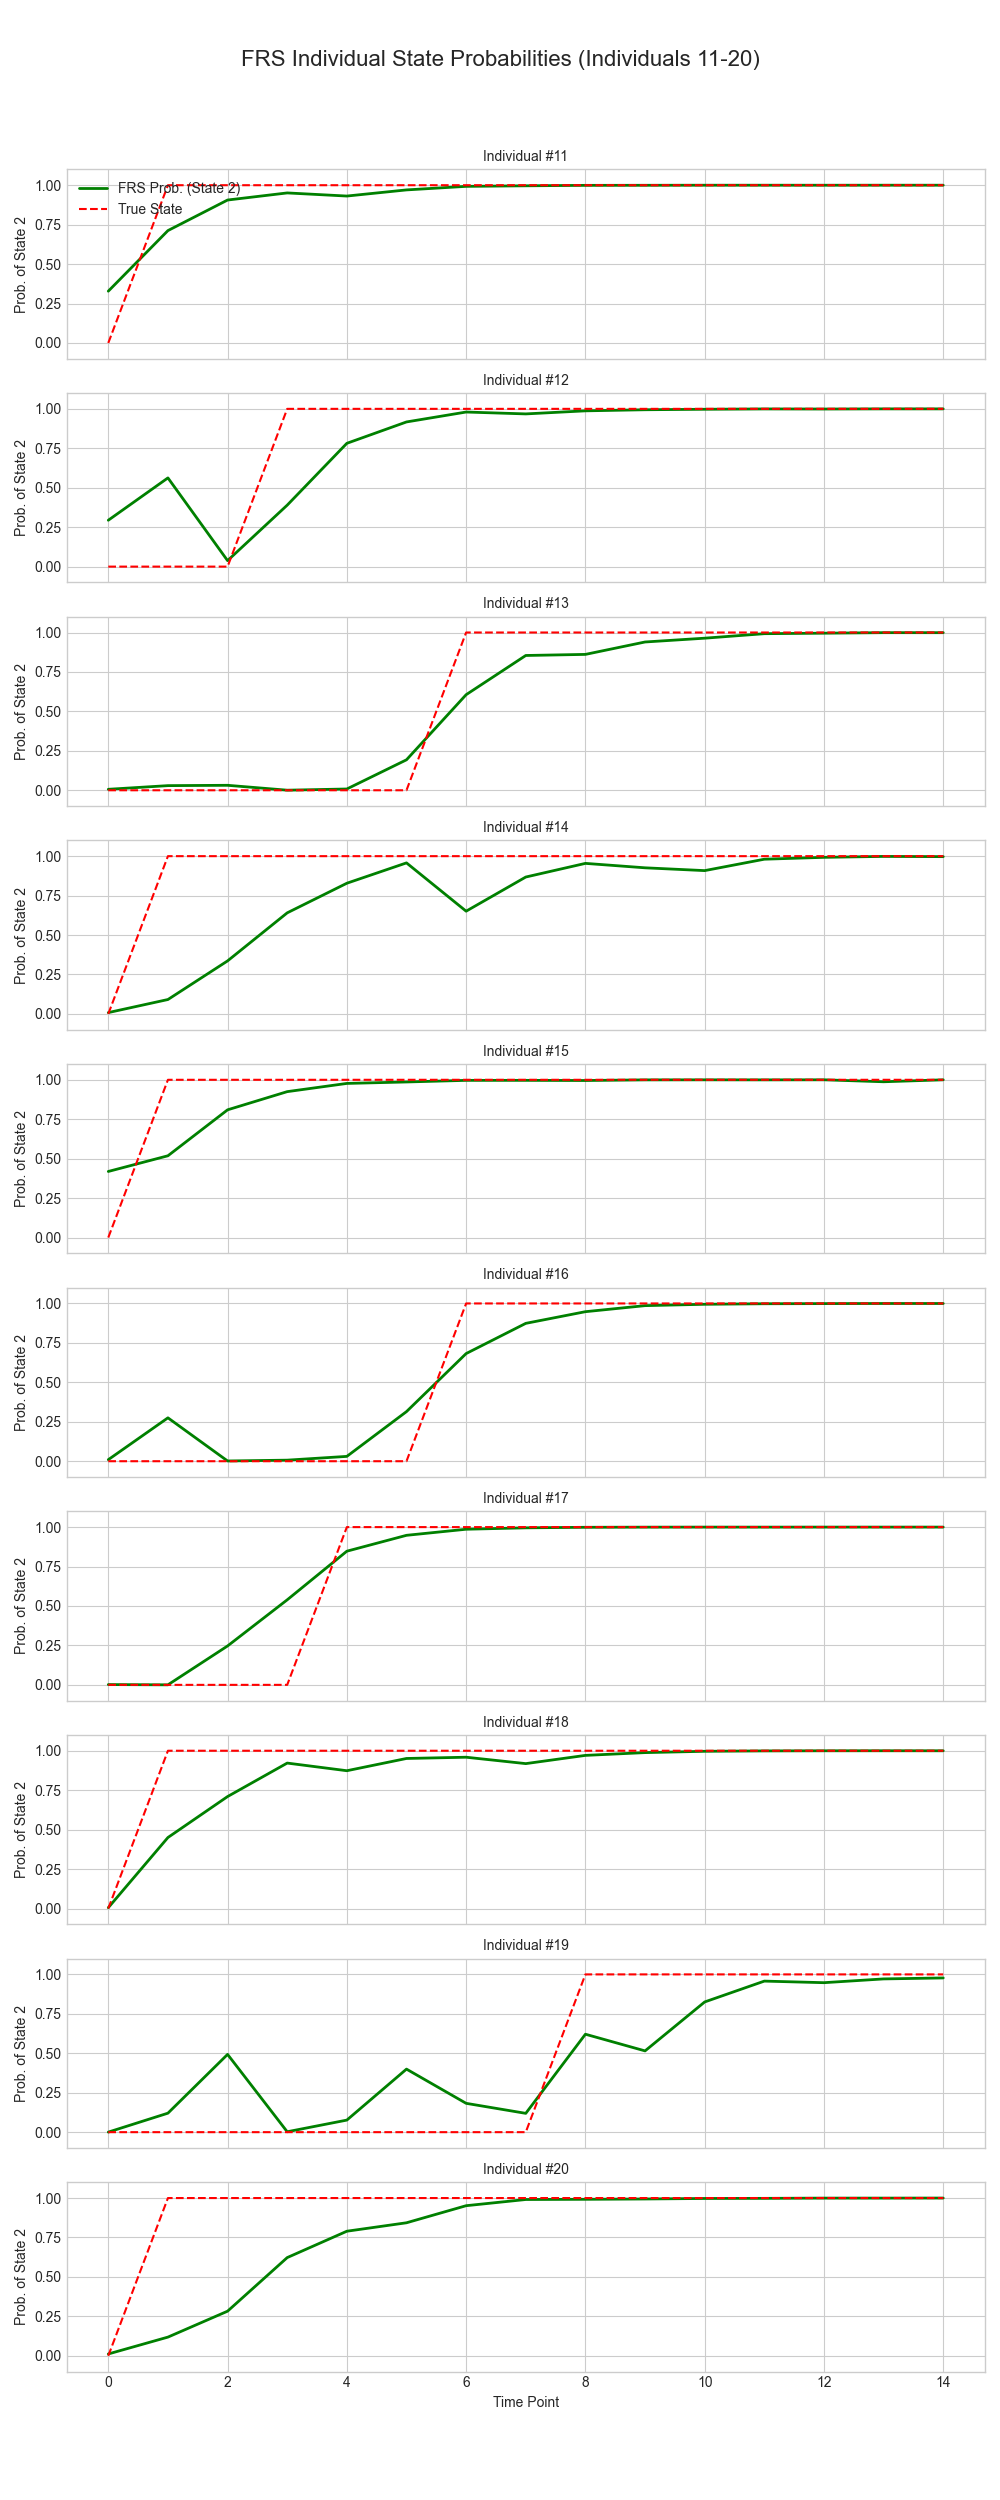 FRS Individual State Probabilities (Individuals 11-20)
Individual #11
FRS Prob. (State 2)
True State
Prob. of State 2
1.00
0.75
0.50
0.25
0.00
Individual #12
Prob. of State 2
1.00
0.75
0.50
0.25
0.00
Individual #13
Prob. of State 2
1.00
0.75
0.50
0.25
0.00
Individual #14
Prob. of State 2
1.00
0.75
0.50
0.25
0.00
Individual #15
Prob. of State 2
1.00
0.75
0.50
0.25
0.00
Individual #16
Prob. of State 2
1.00
0.75
0.50
0.25
0.00
Individual #17
Prob. of State 2
1.00
0.75
0.50
0.25
0.00
Individual #18
Prob. of State 2
1.00
0.75
0.50
0.25
0.00
Individual #19
Prob. of State 2
1.00
0.75
0.50
0.25
0.00
Individual #20
Prob. of State 2
1.00
0.75
0.50
0.25
0.00
0 2 4 6 8 10 12 14
Time Point